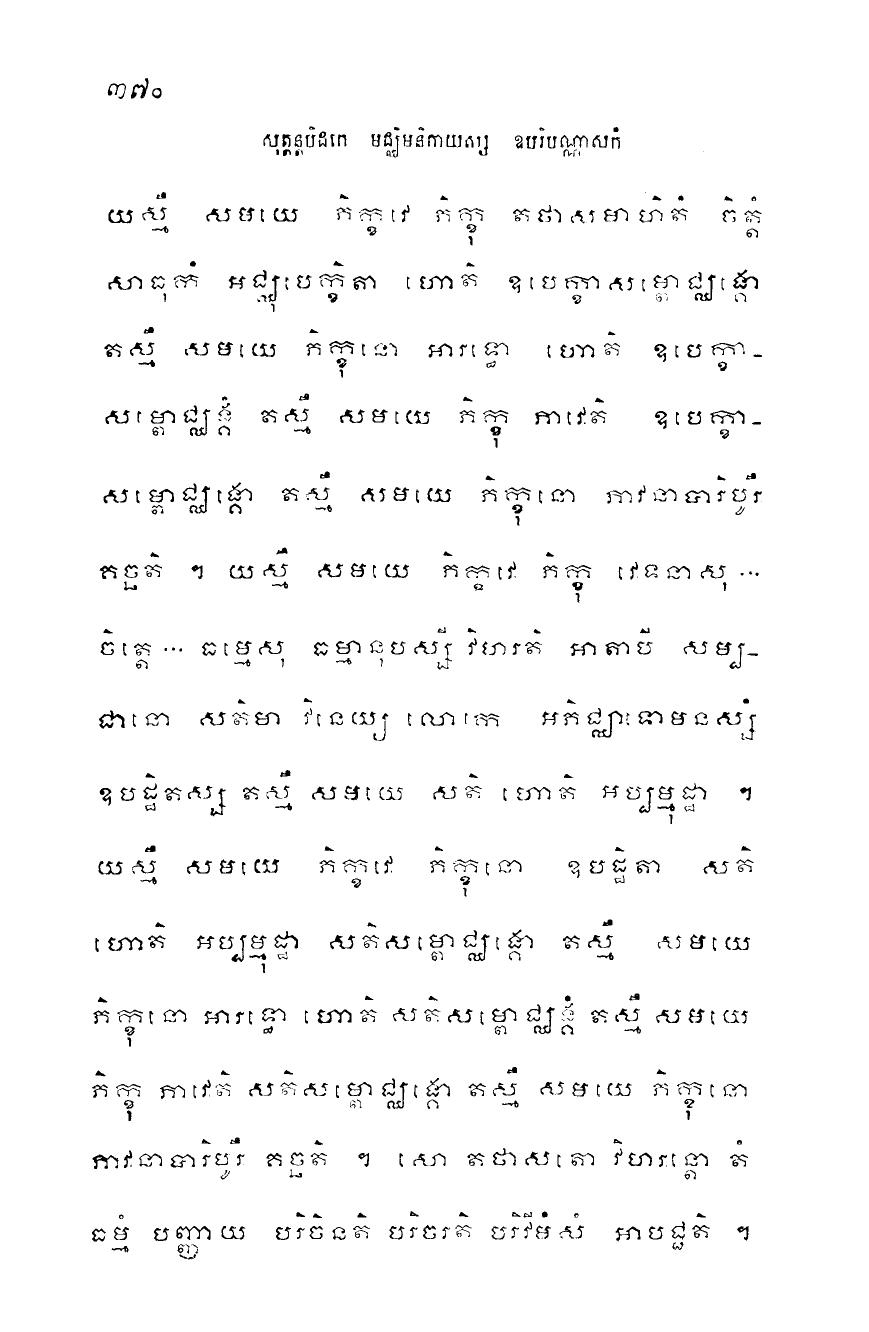 ៣៧០
សុត្តន្តបិដកេ មជ្ឈិមនិកាយស្ស ឧបរិបណ្ណាសកំ
យស្មឹ សមយេ ភិក្ខវេ ភិក្ខុ តថាសមាហិតំ ចិត្តំ
សាធុកំ អជ្ឈុបេក្ខិតា ហោតិ ឧបេក្ខាសម្ពោជ្ឈង្គោ
តស្មឹ សមយេ ភិក្ខុនោ អារទ្ធោ ហោតិ ឧបេក្ខា-
សម្ពោជ្ឈង្គំ តស្មឹ សមយេ ភិក្ខុ ភាវេតិ ឧបេក្ខា-
សម្ពោជ្ឈង្គោ តស្មឹ សមយេ ភិក្ខុនោ ភាវនាបារិបូរឹ
គច្ឆតិ ។ យស្មឹ សមយេ ភិក្ខវេ ភិក្ខុ វេទនាសុ ...
ចិត្តេ ... ធម្មេសុ ធម្មានុបស្សី វិហរតិ អាតាបី សម្ប-
ជានោ សតិមា វិនេយ្យ លោកេ អភិជ្ឈាទោមនស្សំ
ឧបដ្ឋិតស្ស តស្មឹ សមយេ សតិ ហោតិ អប្បម្មុដ្ឋា ។
យស្មឹ សមយេ ភិក្ខវេ ភិក្ខុនោ ឧបដ្ឋិតា សតិ
ហោតិ អប្បម្មុដ្ឋា សតិសម្ពោជ្ឈង្គោ តស្មឹ សមយេ
ភិក្ខុនោ អារទ្ធោ ហោតិ សតិសម្ពោជ្ឈង្គំ តស្មឹ សមយេ
ភិក្ខុ ភាវេតិ សតិសម្ពោជ្ឈង្គោ តស្មឹ សមយេ ភិក្ខុនោ
ភាវនាបារិបូរឹ គច្ឆតិ ។ សោ តថាសតោ វិហរន្តោ តំ
ធម្មំ បញ្ញាយ បរិចិនតិ បរិចរតិ បរិវីមំសំ អាបជ្ជតិ ។